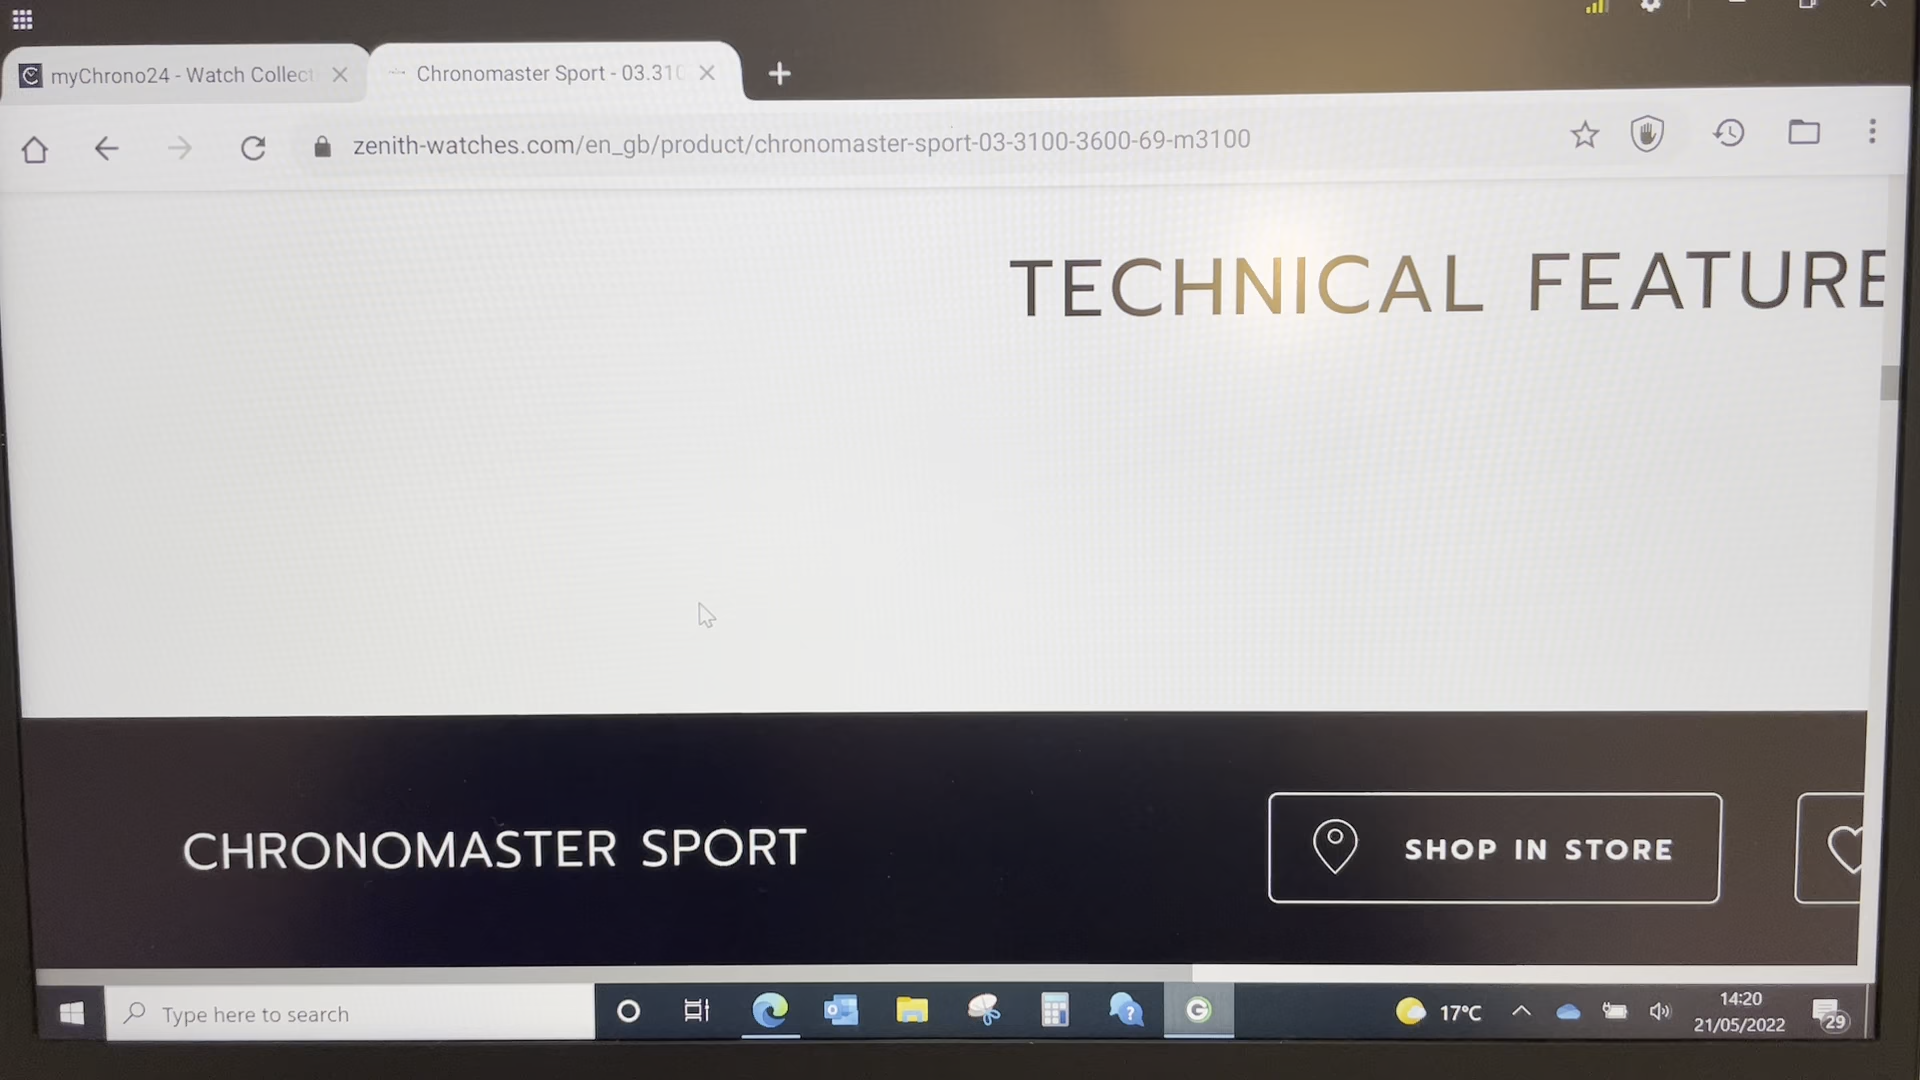 myChrono24 - Watch Collect
Chronomaster Sport - 03.310
zenith-watches.com/en_gb/product/chronomaster-sport-03-3100-3600-69-m3100
TECHNICAL FEATURE
CHRONOMASTER SPORT
SHOP IN STORE
Type here to search
17°C
14:20
21/05/2022
29